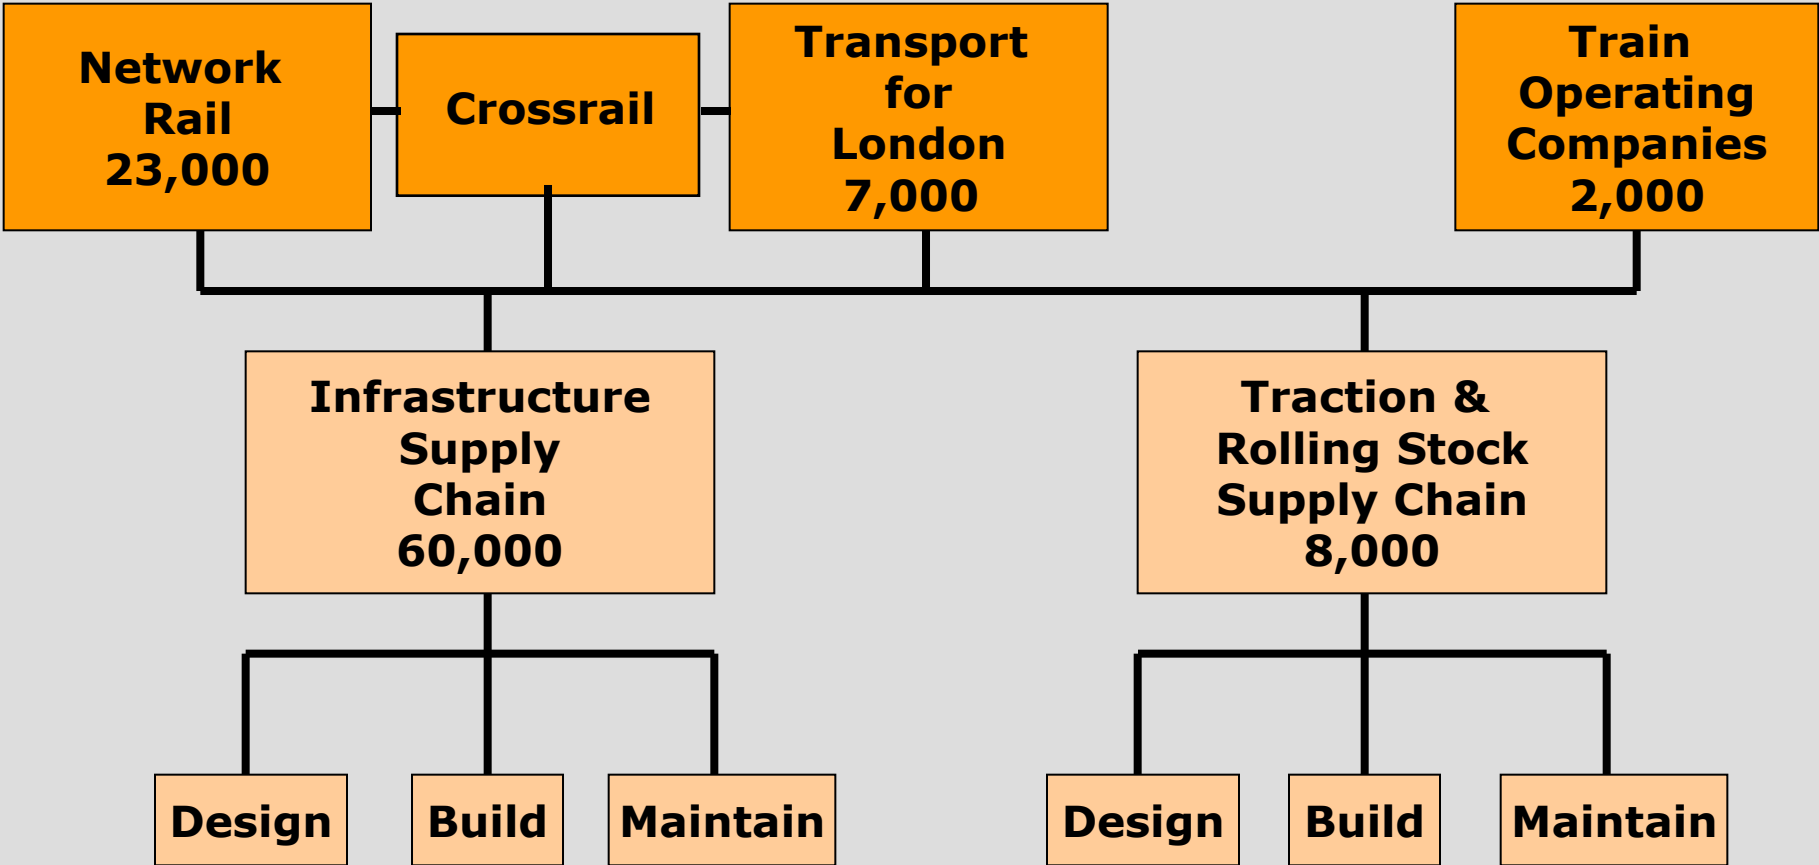 Network
Rail
23,000
Crossrail
Transport
for
London
7,000
Train
Operating
Companies
2,000
Infrastructure
Supply
Chain
60,000
Traction &
Rolling Stock
Supply Chain
8,000
Design
Build
Maintain
Design
Build
Maintain